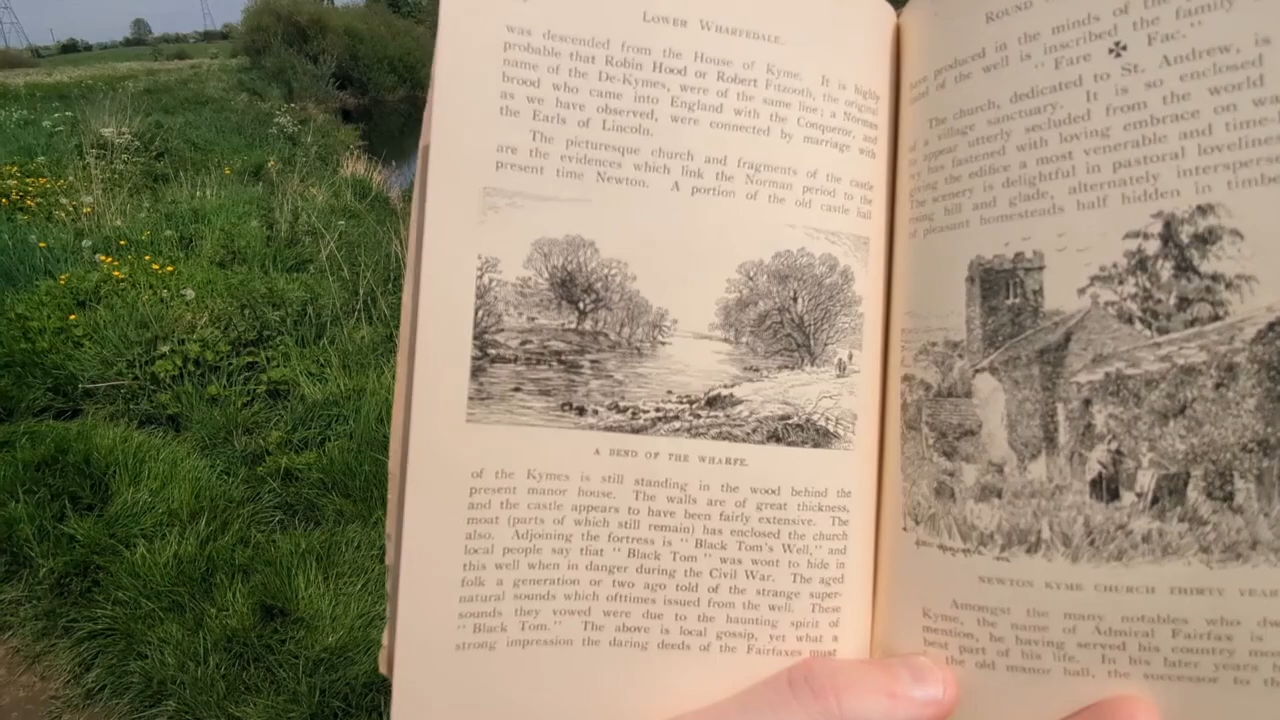 LOWER WHARFEDALE.
was descended from the House of Kyme. It is highly
probable that Robin Hood or Robert Fitzooth, the original
name of the De-Kymes, were of the same line; a Norman
brood who came into England with the Conqueror, and
as we have observed, were connected by marriage with
the Earls of Lincoln.
The picturesque church and fragments of the castle
are the evidences which link the Norman period to the
present time Newton. A portion of the old castle hall
A BEND OF THE WHARFE.
of the Kymes is still standing in the wood behind the
present manor house. The walls are of great thickness,
and the castle appears to have been fairly extensive. The
moat (parts of which still remain) has enclosed the church
also. Adjoining the fortress is "Black Tom's Well," and
local people say that "Black Tom" was wont to hide in
this well when in danger during the Civil War. The aged
folk a generation or two ago told of the strange super-
natural sounds which ofttimes issued from the well. These
sounds they vowed were due to the haunting spirit of
"Black Tom." The above is local gossip, yet what a
strong impression the daring deeds of the Fairfaxes must
ROUND
produced in the minds of the
of the well is inscribed the family
"Fare ✠ Fac."
The church, dedicated to St. Andrew, is
a village sanctuary. It is so enclosed
appear utterly secluded from the world
has fastened with loving embrace on
the edifice a most venerable and
The scenery is delightful in pastoral
hill and glade, alternately
pleasant homesteads half hidden in
NEWTON KYME CHURCH THIRTY
Amongst the many notables who
Kyme, the name of Admiral Fairfax is
mention, he having served his country
best part of his life. In his later years
the old manor hall, the successor to